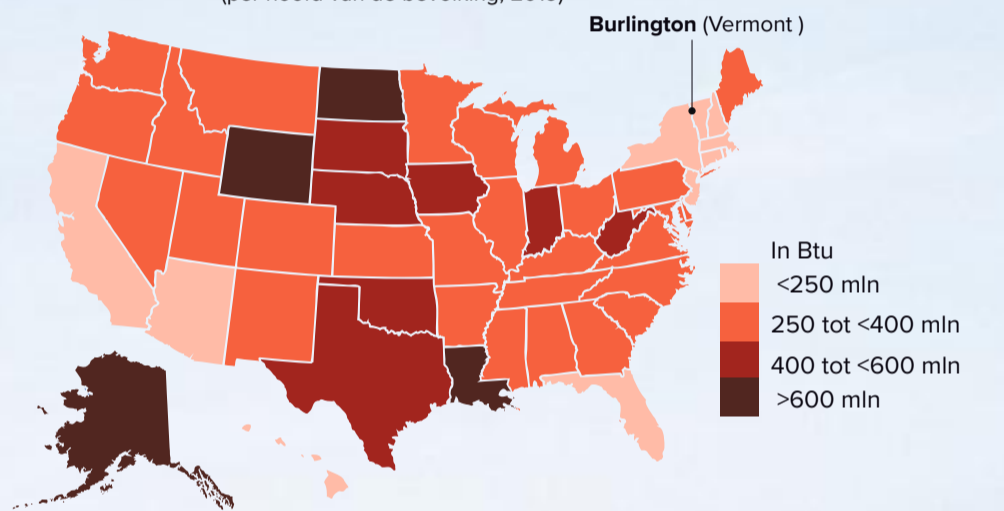 Burlington (Vermont )
In Btu
<250 mln
250 tot <400 mln
400 tot <600 mln
>600 mln